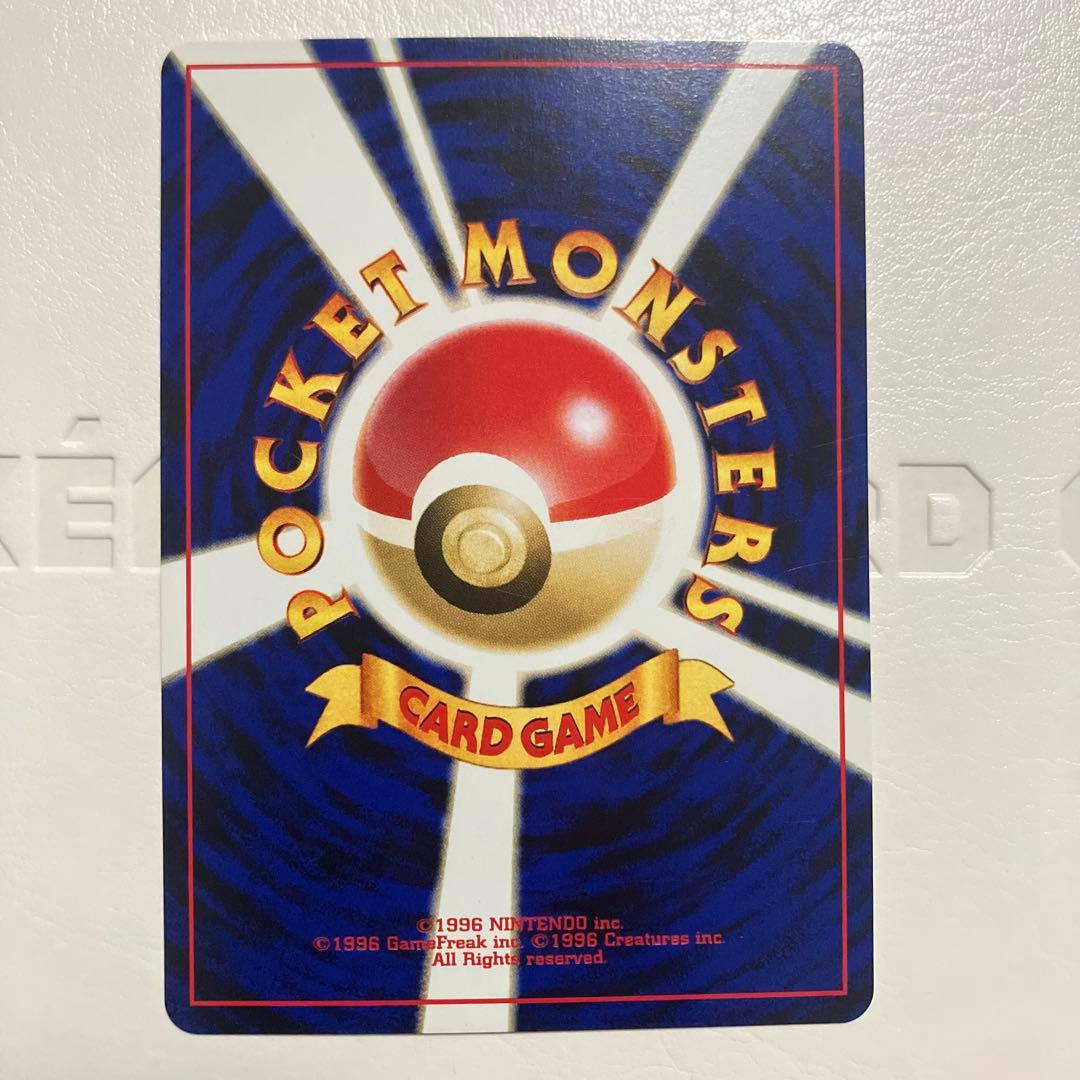 POCKET MONSTERS
CARD GAME
©1996 NINTENDO inc.
©1996 GameFreak inc. ©1996 Creatures inc.
All Rights reserved.